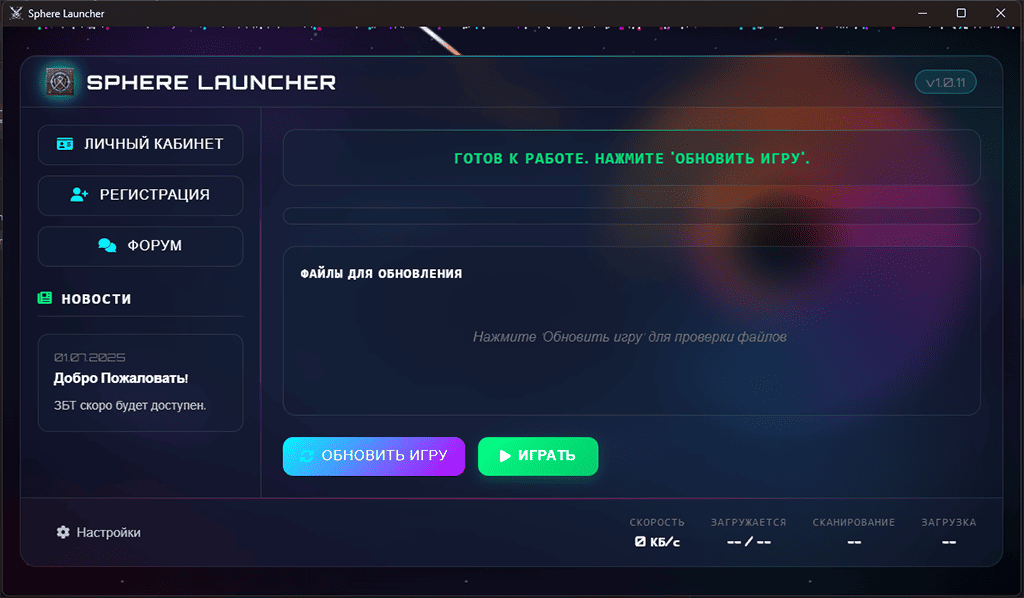 Sphere Launcher
SPHERE LAUNCHER
v1.0.11
ЛИЧНЫЙ КАБИНЕТ
РЕГИСТРАЦИЯ
ФОРУМ
НОВОСТИ
01.07.2025
Добро Пожаловать!
ЗБТ скоро будет доступен.
ГОТОВ К РАБОТЕ. НАЖМИТЕ 'ОБНОВИТЬ ИГРУ'.
ФАЙЛЫ ДЛЯ ОБНОВЛЕНИЯ
Нажмите 'Обновить игру' для проверки файлов
ОБНОВИТЬ ИГРУ
ИГРАТЬ
Настройки
СКОРОСТЬ
0 КБ/с
ЗАГРУЖАЕТСЯ
-- / --
СКАНИРОВАНИЕ
--
ЗАГРУЗКА
--